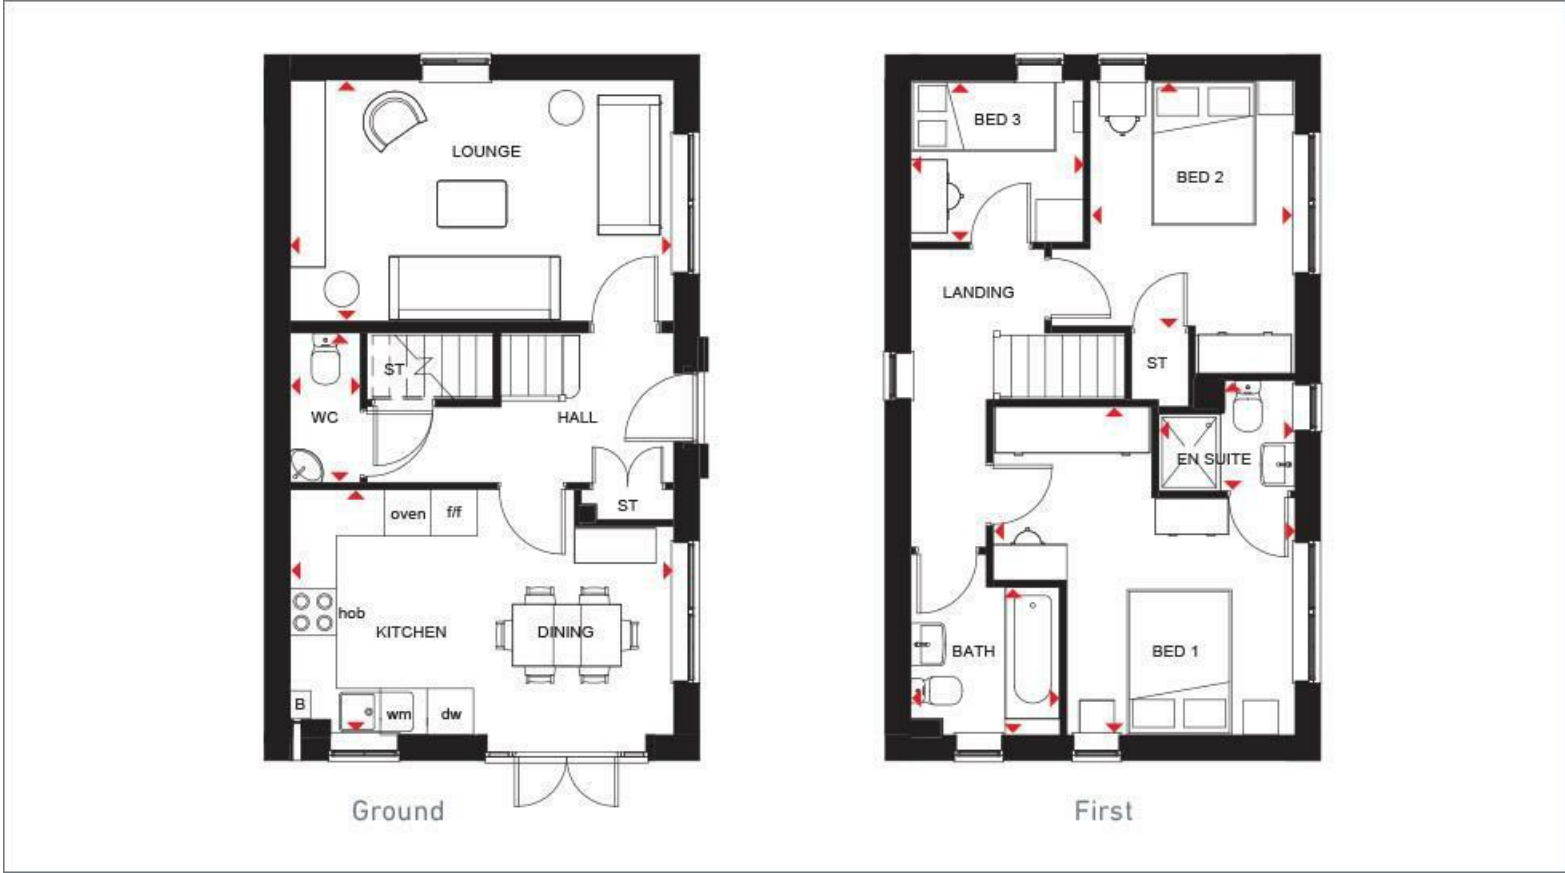 LOUNGE
ST
WC
HALL
ST
oven
f/f
hob
KITCHEN
DINING
B
wm
dw
Ground
BED 3
BED 2
LANDING
ST
EN SUITE
BATH
BED 1
First